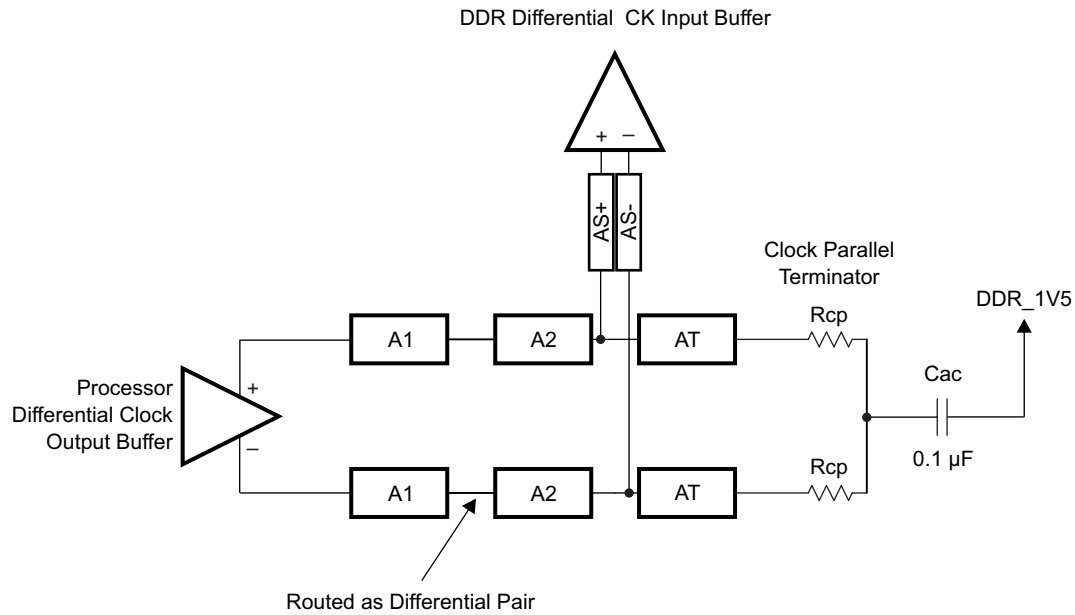 DDR Differential CK Input Buffer
+ −
AS+ AS-
Clock Parallel
Terminator
DDR_1V5
A1 A2 AT Rcp
Processor
Differential Clock
Output Buffer
+
−
Cac
0.1 µF
A1 A2 AT Rcp
Routed as Differential Pair